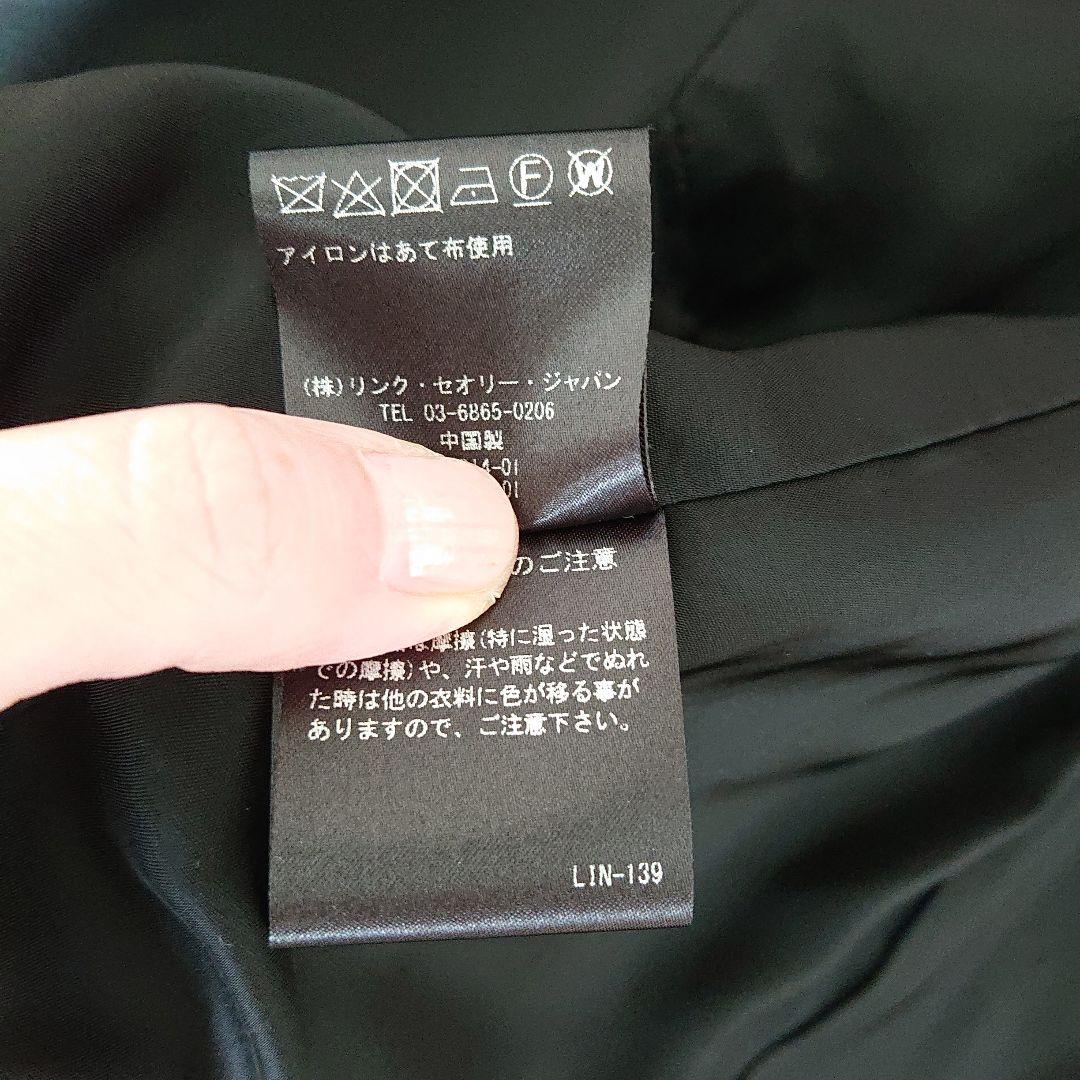 F W
アイロンはあて布使用
(株)リンク・セオリー・ジャパン
TEL 03-6865-0206
中国製
14-01
01
のご注意
摩擦(特に湿った状態
での摩擦)や、汗や雨などでぬれ
た時は他の衣料に色が移る事が
ありますので、ご注意下さい。
LIN-139